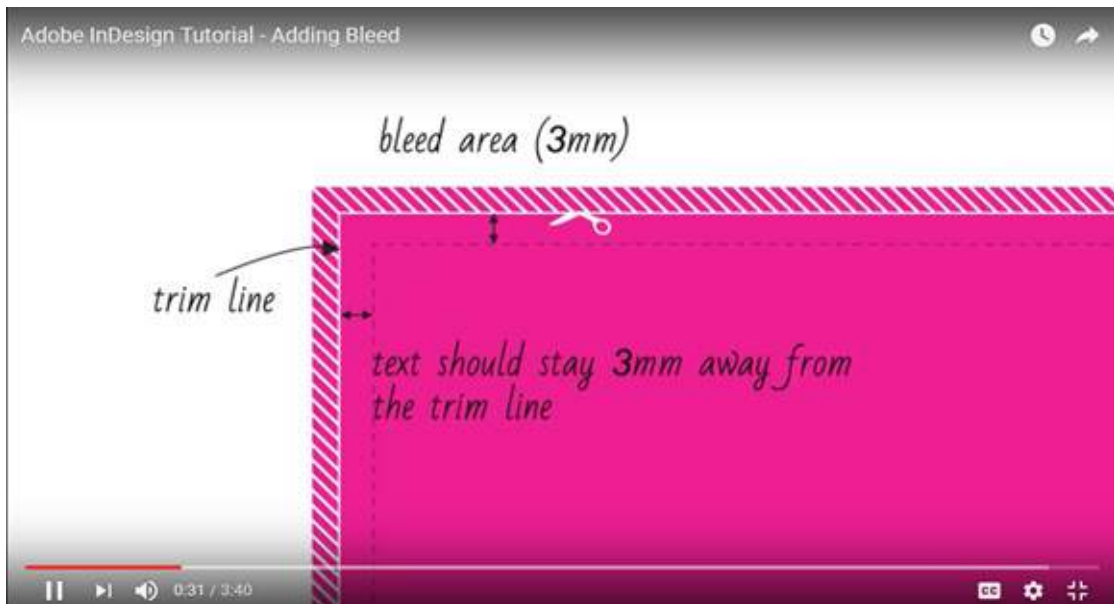 Adobe InDesign Tutorial - Adding Bleed
bleed area (3mm)
trim line
text should stay 3mm away from
the trim line
0:31 / 3:40
CC